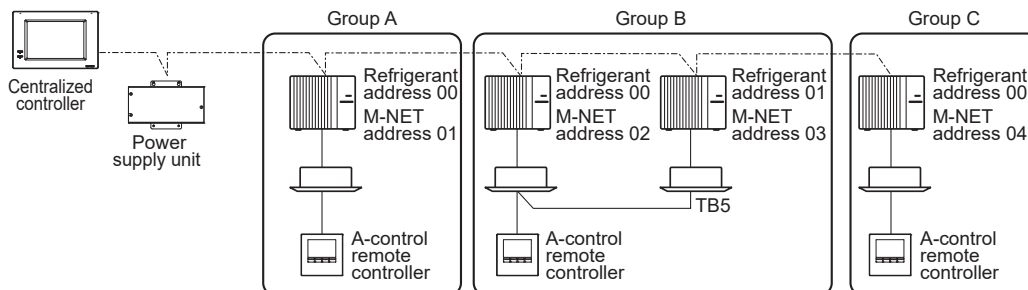 Group A
Group B
Group C
Centralized
controller
Power
supply unit
Refrigerant
address 00
M-NET
address 01
A-control
remote
controller
Refrigerant
address 00
M-NET
address 02
Refrigerant
address 01
M-NET
address 03
TB5
A-control
remote
controller
Refrigerant
address 00
M-NET
address 04
A-control
remote
controller